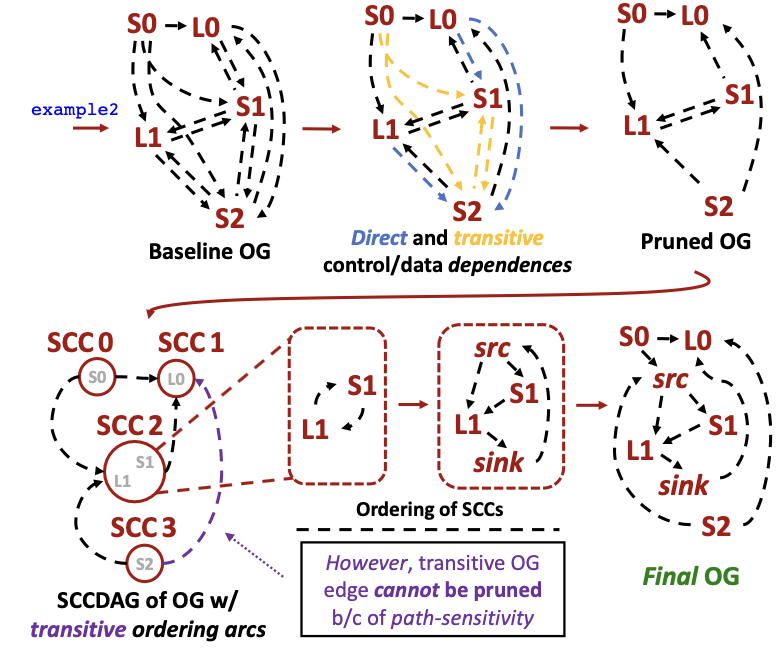 S0
L0
S1
L1
S2
Baseline OG
example2
S0
L0
S1
L1
S2
Direct and transitive
control/data dependences
S0
L0
S1
L1
S2
Pruned OG
SCC 0
SCC 1
S0
L0
SCC 2
S1
L1
SCC 3
S2
SCCDAG of OG w/
transitive ordering arcs
S1
L1
src
S1
L1
sink
Ordering of SCCs
However, transitive OG
edge cannot be pruned
b/c of path-sensitivity
S0
L0
src
S1
L1
sink
S2
Final OG